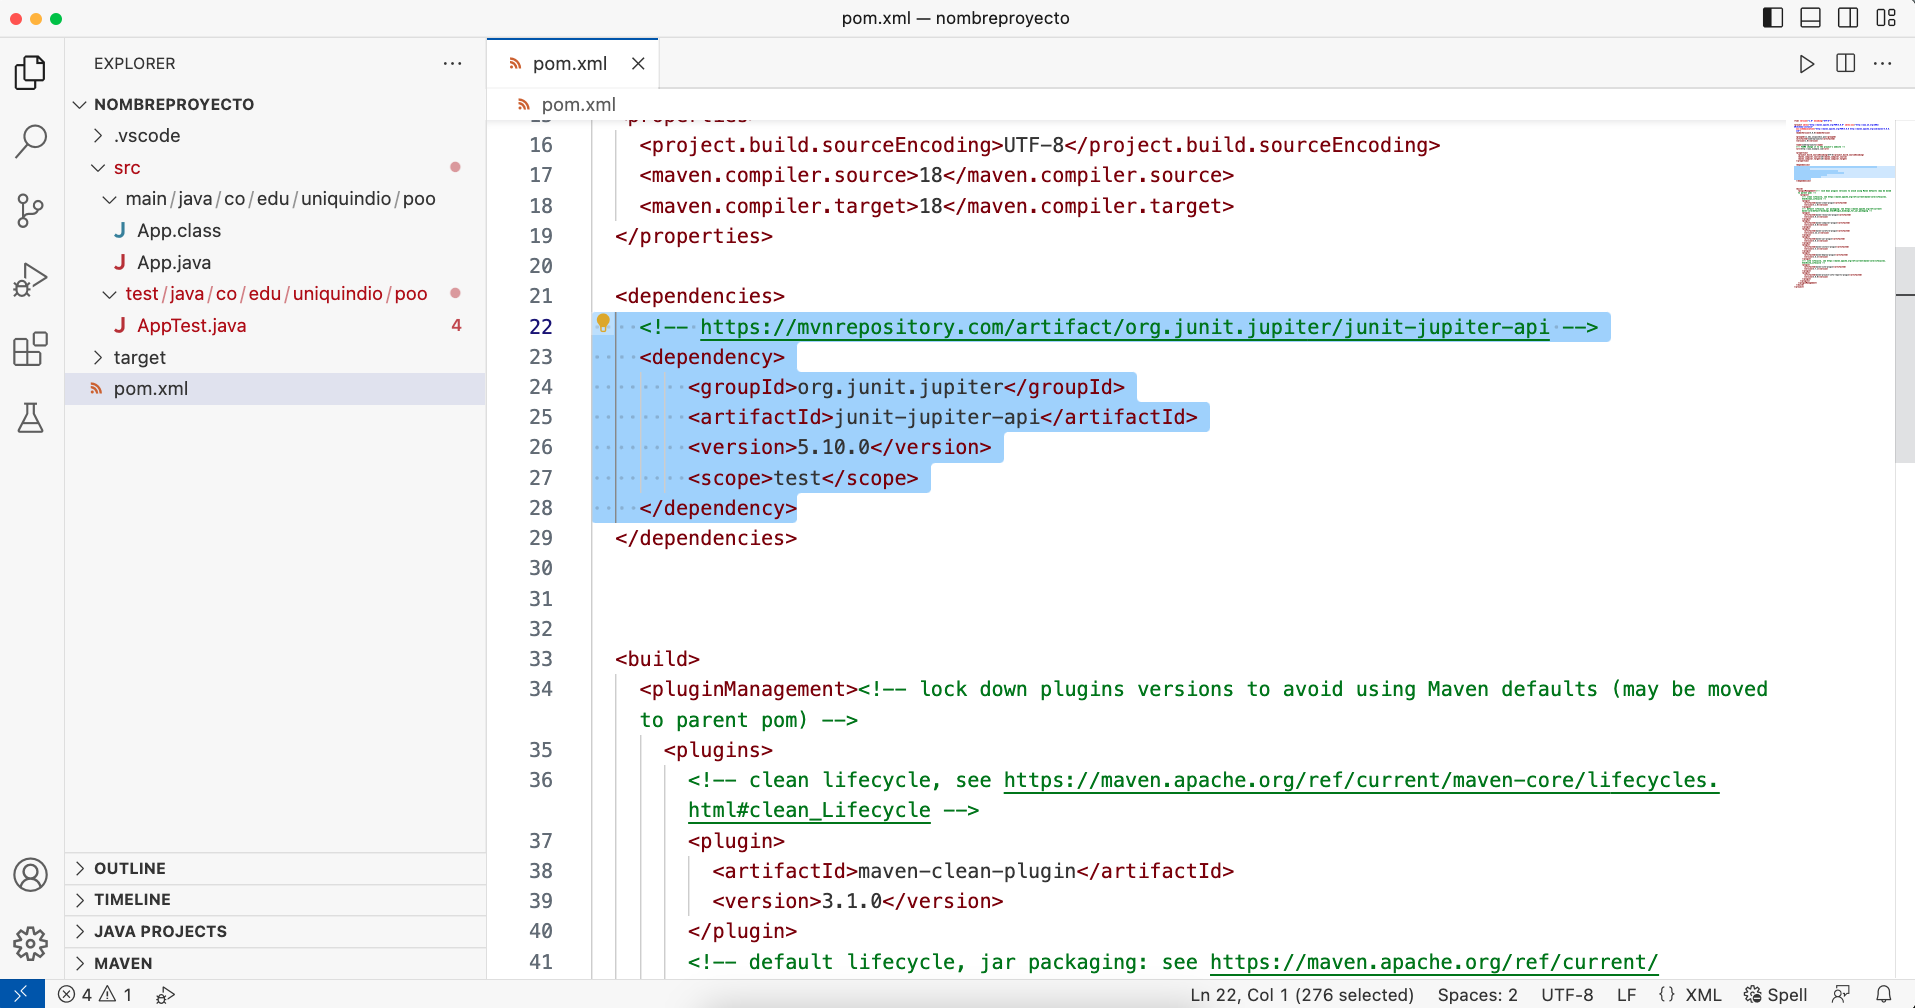 pom.xml — nombreproyecto
EXPLORER
NOMBREPROYECTO
.vscode
src
main/java/co/edu/uniquindio/poo
J App.class
J App.java
test/java/co/edu/uniquindio/poo
J AppTest.java 4
target
pom.xml
OUTLINE
TIMELINE
JAVA PROJECTS
MAVEN
pom.xml
pom.xml
15 <properties>
16 <project.build.sourceEncoding>UTF-8</project.build.sourceEncoding>
17 <maven.compiler.source>18</maven.compiler.source>
18 <maven.compiler.target>18</maven.compiler.target>
19 </properties>
20
21 <dependencies>
22 <!-- https://mvnrepository.com/artifact/org.junit.jupiter/junit-jupiter-api -->
23 <dependency>
24 <groupId>org.junit.jupiter</groupId>
25 <artifactId>junit-jupiter-api</artifactId>
26 <version>5.10.0</version>
27 <scope>test</scope>
28 </dependency>
29 </dependencies>
30
31
32
33 <build>
34 <pluginManagement><!-- lock down plugins versions to avoid using Maven defaults (may be moved
to parent pom) -->
35 <plugins>
36 <!-- clean lifecycle, see https://maven.apache.org/ref/current/maven-core/lifecycles.
html#clean_Lifecycle -->
37 <plugin>
38 <artifactId>maven-clean-plugin</artifactId>
39 <version>3.1.0</version>
40 </plugin>
41 <!-- default lifecycle, jar packaging: see https://maven.apache.org/ref/current/
4 1 Ln 22, Col 1 (276 selected) Spaces: 2 UTF-8 LF {} XML Spell